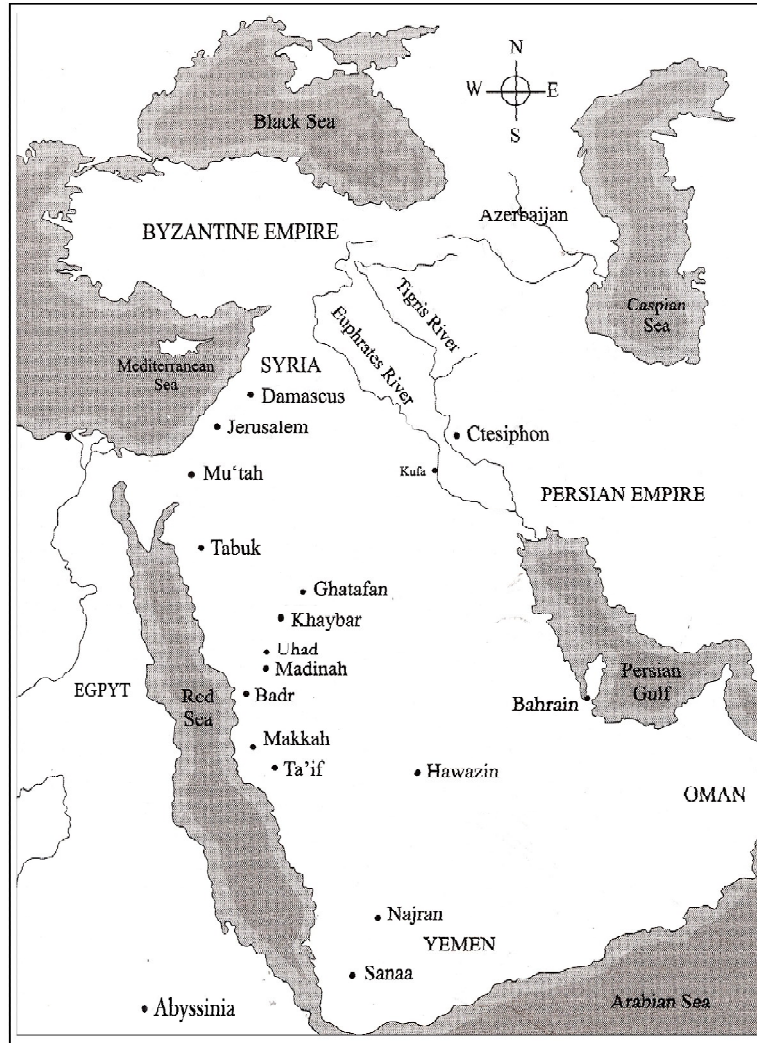 N
W E
S
Black Sea
Azerbaijan
BYZANTINE EMPIRE
Caspian
Sea
Tigris River
Euphrates River
Mediterranean
Sea
SYRIA
Damascus
Jerusalem
Ctesiphon
Mu‘tah
Kufa
PERSIAN EMPIRE
Tabuk
Ghatafan
Khaybar
Uhad
Madinah
EGPYT
Red
Sea
Badr
Persian
Gulf
Bahrain
Makkah
Ta’if
Hawazin
OMAN
Najran
YEMEN
Sanaa
Abyssinia
Arabian Sea